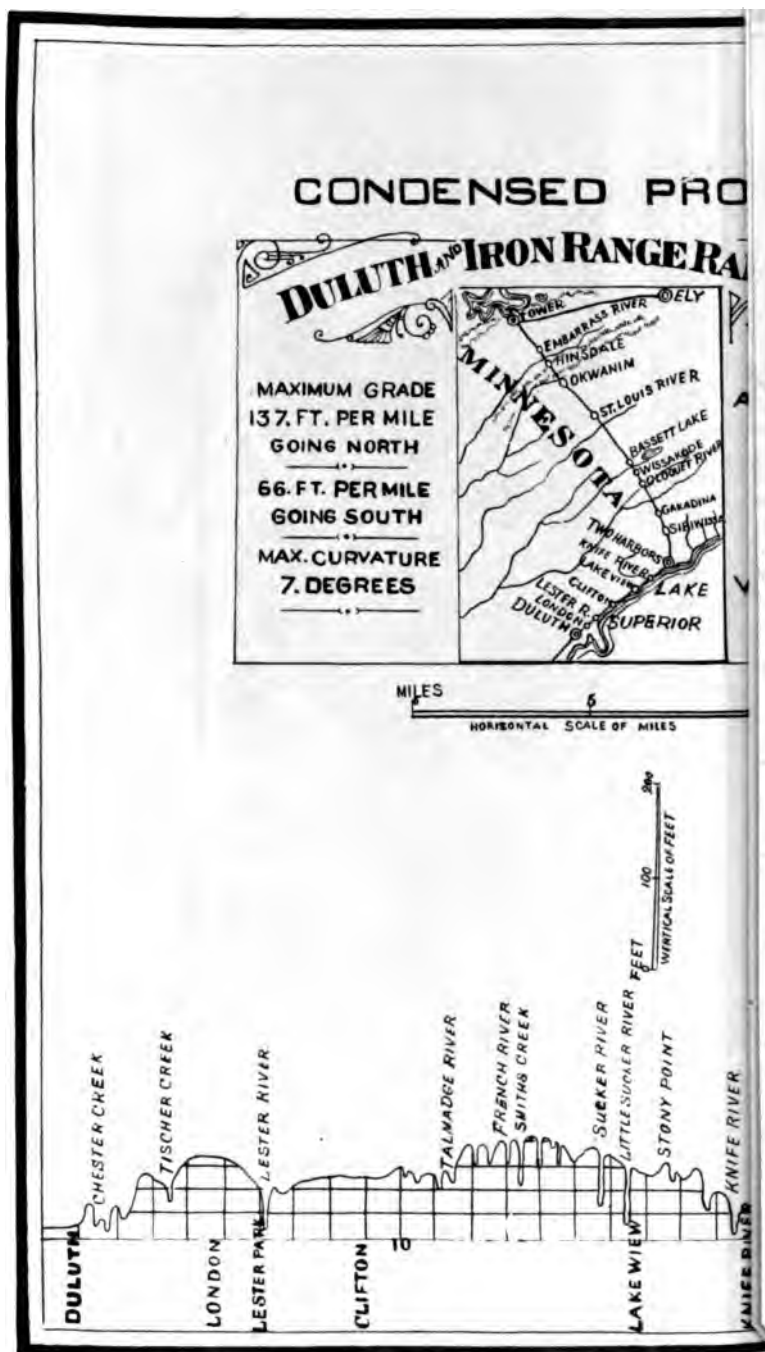 CONDENSED PRO
DULUTH AND IRON RANGE RAI
MAXIMUM GRADE
137. FT. PER MILE
GOING NORTH
66. FT. PER MILE
GOING SOUTH
MAX. CURVATURE
7. DEGREES
TOWER
ELY
EMBARRASS RIVER
HINSDALE
OKWANIM
MINNESOTA
ST. LOUIS RIVER
BASSETT LAKE
WISSAKODE
CLOQUET RIVER
GAKADINA
TWO HARBORS
KNIFE RIVER
LAKE VIEW
CLIFTON
LESTER R.
LONDON
DULUTH
LAKE
SUPERIOR
MILES
0
5
HORIZONTAL SCALE OF MILES
200
100
0
FEET
VERTICAL SCALE OF FEET
CHESTER CREEK
TISCHER CREEK
LESTER RIVER
TALMADGE RIVER
FRENCH RIVER
SMITHS CREEK
SUCKER RIVER
LITTLE SUCKER RIVER
STONY POINT
KNIFE RIVER
10
DULUTH
LONDON
LESTER PARK
CLIFTON
LAKE WIEW
KNIFE RIVER